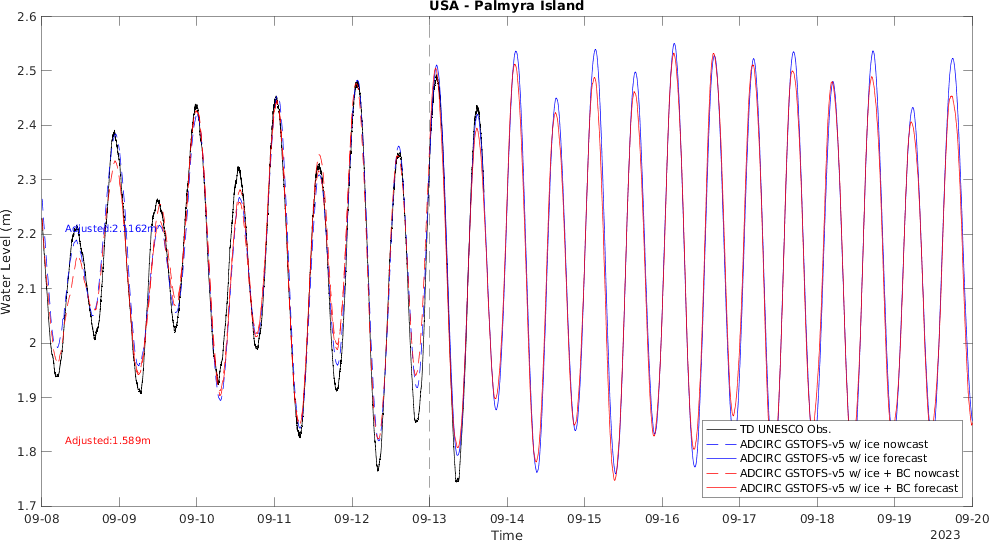 USA - Palmyra Island
2.6
2.5
2.4
2.3
2.2
2.1
2
1.9
1.8
1.7
Water Level (m)
Adjusted:2.1162m
Adjusted:1.589m
TD UNESCO Obs.
ADCIRC GSTOFS-v5 w/ ice nowcast
ADCIRC GSTOFS-v5 w/ ice forecast
ADCIRC GSTOFS-v5 w/ ice + BC nowcast
ADCIRC GSTOFS-v5 w/ ice + BC forecast
09-08 09-09 09-10 09-11 09-12 09-13 09-14 09-15 09-16 09-17 09-18 09-19 09-20
Time
2023